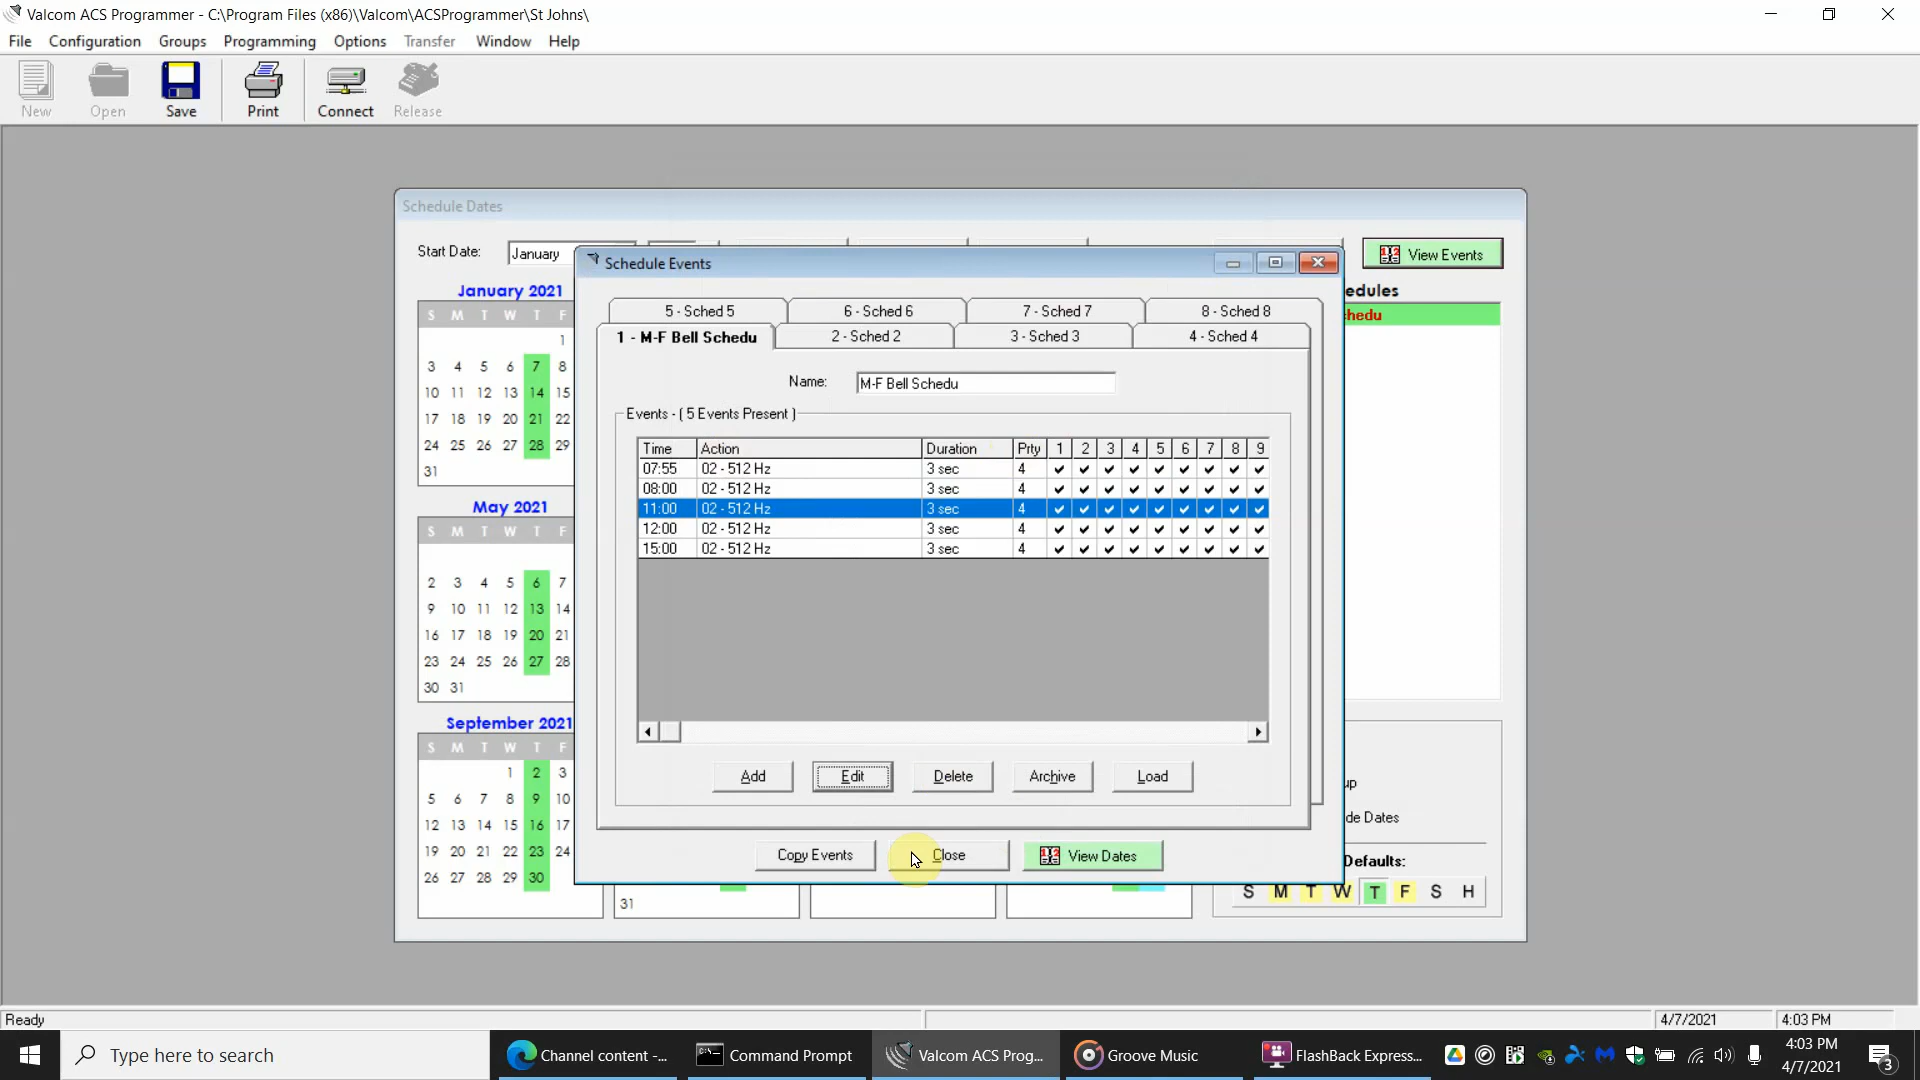 Valcom ACS Programmer - C:\Program Files (x86)\Valcom\ACSProgrammer\St Johns\
File Configuration Groups Programming Options Transfer Window Help
New Open Save Print Connect Release
Schedule Dates
Start Date: January
View Events
Schedule Events
January 2021
edules
S M T W T F
hedu
5 - Sched 5 6 - Sched 6 7 - Sched 7 8 - Sched 8
1 - M-F Bell Schedu 2 - Sched 2 3 - Sched 3 4 - Sched 4
1
3 4 5 6 7 8
10 11 12 13 14 15
17 18 19 20 21 22
24 25 26 27 28 29
31
Name: M-F Bell Schedu
Events - ( 5 Events Present )
Time Action Duration Prty 1 2 3 4 5 6 7 8 9
07:55 02 - 512 Hz 3 sec 4 ✔ ✔ ✔ ✔ ✔ ✔ ✔ ✔ ✔
08:00 02 - 512 Hz 3 sec 4 ✔ ✔ ✔ ✔ ✔ ✔ ✔ ✔ ✔
11:00 02 - 512 Hz 3 sec 4 ✔ ✔ ✔ ✔ ✔ ✔ ✔ ✔ ✔
12:00 02 - 512 Hz 3 sec 4 ✔ ✔ ✔ ✔ ✔ ✔ ✔ ✔ ✔
15:00 02 - 512 Hz 3 sec 4 ✔ ✔ ✔ ✔ ✔ ✔ ✔ ✔ ✔
May 2021
S M T W T F
2 3 4 5 6 7
9 10 11 12 13 14
16 17 18 19 20 21
23 24 25 26 27 28
30 31
September 2021
S M T W T F
1 2 3
5 6 7 8 9 10
12 13 14 15 16 17
19 20 21 22 23 24
26 27 28 29 30
31
Add Edit Delete Archive Load
Copy Events Close View Dates
up
de Dates
Defaults:
S M T W T F S H
Ready
4/7/2021 4:03 PM
Type here to search
Channel content -...
Command Prompt
Valcom ACS Prog...
Groove Music
FlashBack Express...
4:03 PM
4/7/2021
3